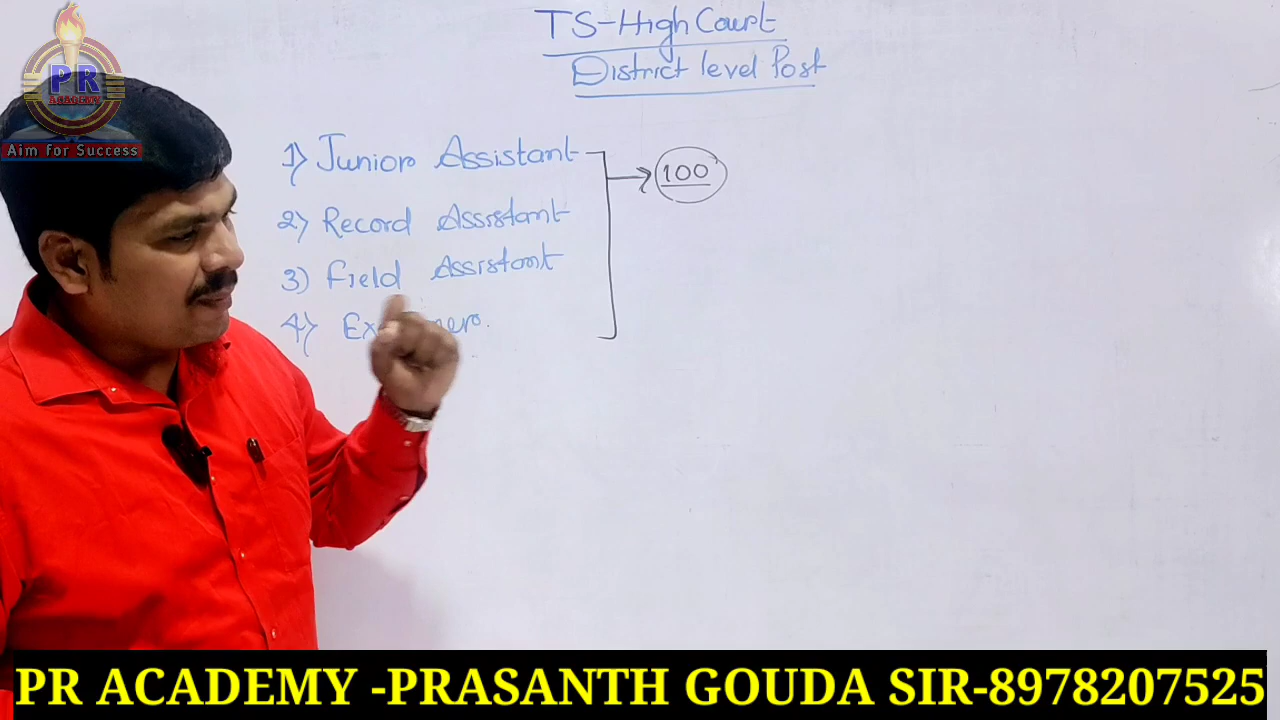 TS-High Court
District level Post
PR
ACADEMY
Aim For Success
1) Junior Assistant
100
2) Record Assistant
3) Field Assistant
4)
PR ACADEMY -PRASANTH GOUDA SIR-8978207525